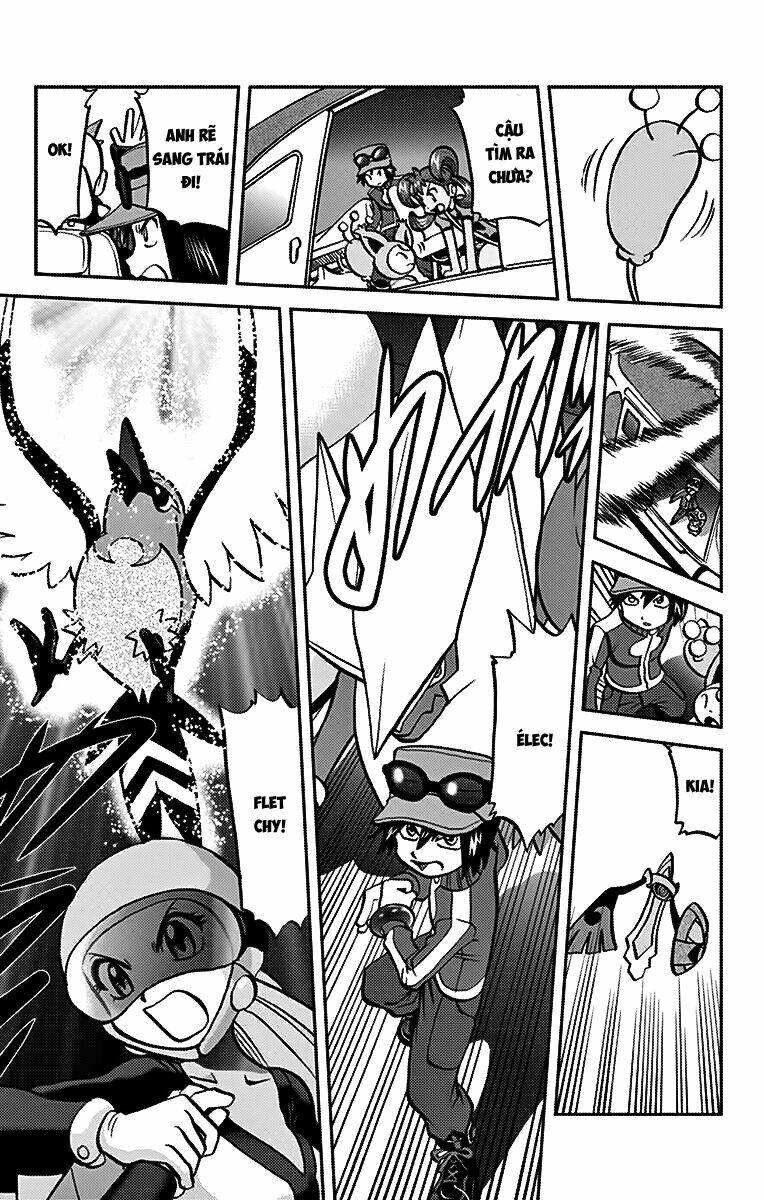 CẬU
TÌM RA
CHƯA?
ANH RẼ
SANG TRÁI
ĐI!
OK!
KIA!
ÉLEC!
FLET
CHY!